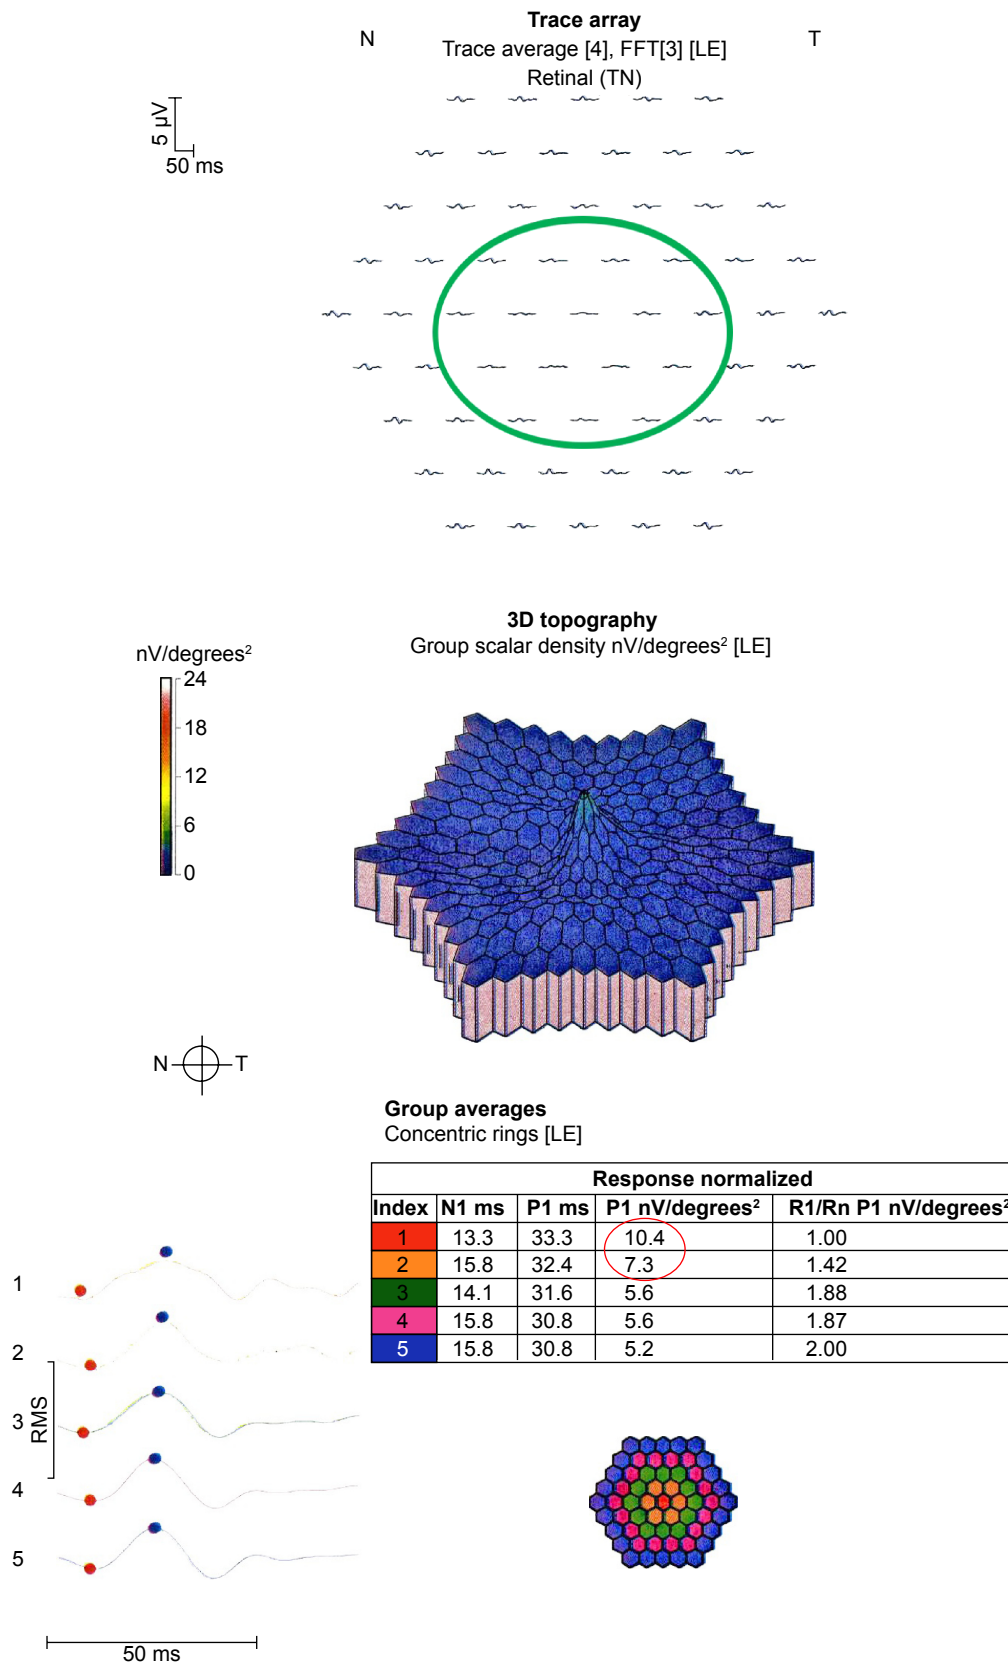 Trace array
N
Trace average [4], FFT[3] [LE]
T
Retinal (TN)
5 μV
50 ms
3D topography
Group scalar density nV/degrees² [LE]
nV/degrees²
24
18
12
6
0
N T
Group averages
Concentric rings [LE]
Response normalized
Index N1 ms P1 ms P1 nV/degrees² R1/Rn P1 nV/degrees²
1 13.3 33.3 10.4 1.00
2 15.8 32.4 7.3 1.42
3 14.1 31.6 5.6 1.88
4 15.8 30.8 5.6 1.87
5 15.8 30.8 5.2 2.00
1
2
3
4
5
RMS
50 ms